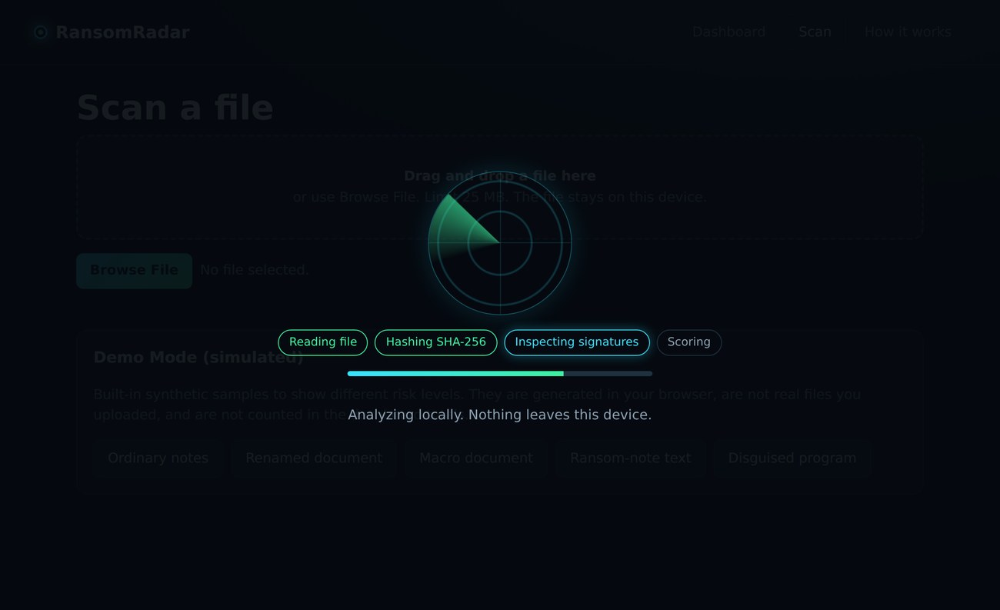 RansomRadar
Dashboard Scan How it works
Scan a file
Drag and drop a file here
or use Browse File. Limit 25 MB. The file stays on this device.
Browse File No file selected.
Reading file Hashing SHA-256 Inspecting signatures Scoring
Demo Mode (simulated)
Built-in synthetic samples to show different risk levels. They are generated in your browser, are not real files you
uploaded, and are not counted in the
Analyzing locally. Nothing leaves this device.
Ordinary notes Renamed document Macro document Ransom-note text Disguised program